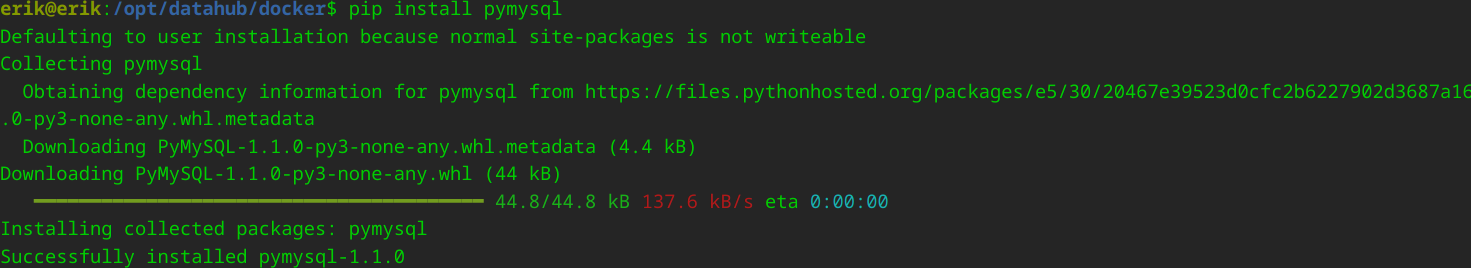 erik@erik:/opt/datahub/docker$ pip install pymysql
Defaulting to user installation because normal site-packages is not writeable
Collecting pymysql
  Obtaining dependency information for pymysql from https://files.pythonhosted.org/packages/e5/30/20467e39523d0cfc2b6227902d3687a16
.0-py3-none-any.whl.metadata
  Downloading PyMySQL-1.1.0-py3-none-any.whl.metadata (4.4 kB)
Downloading PyMySQL-1.1.0-py3-none-any.whl (44 kB)
44.8/44.8 kB 137.6 kB/s eta 0:00:00
Installing collected packages: pymysql
Successfully installed pymysql-1.1.0